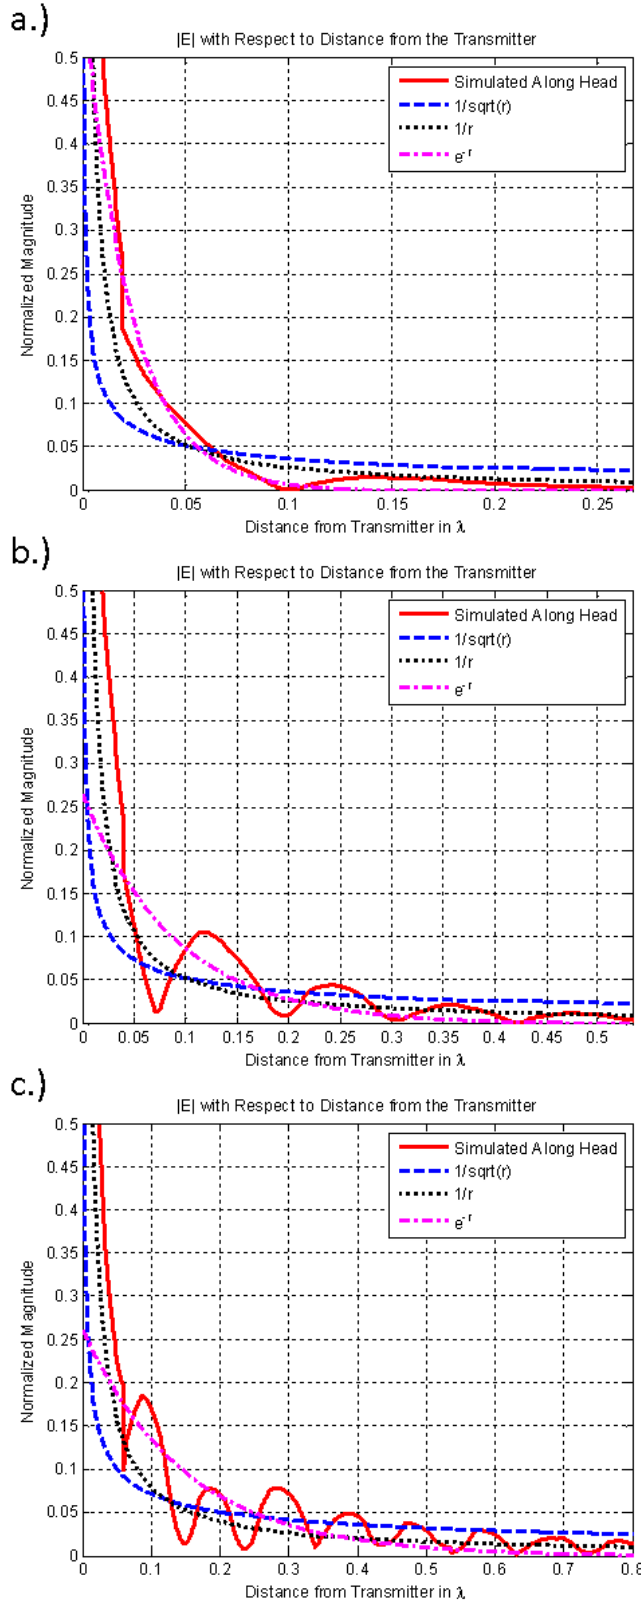 a.)
|E| with Respect to Distance from the Transmitter
Simulated Along Head
1/sqrt(r)
1/r
e-r
Normalized Magnitude
0.5
0.45
0.4
0.35
0.3
0.25
0.2
0.15
0.1
0.05
0
0 0.05 0.1 0.15 0.2 0.25
Distance from Transmitter in λ
b.)
|E| with Respect to Distance from the Transmitter
Simulated Along Head
1/sqrt(r)
1/r
e-r
Normalized Magnitude
0.5
0.45
0.4
0.35
0.3
0.25
0.2
0.15
0.1
0.05
0
0 0.05 0.1 0.15 0.2 0.25 0.3 0.35 0.4 0.45 0.5
Distance from Transmitter in λ
c.)
|E| with Respect to Distance from the Transmitter
Simulated Along Head
1/sqrt(r)
1/r
e-r
Normalized Magnitude
0.5
0.45
0.4
0.35
0.3
0.25
0.2
0.15
0.1
0.05
0
0 0.1 0.2 0.3 0.4 0.5 0.6 0.7 0.8
Distance from Transmitter in λ